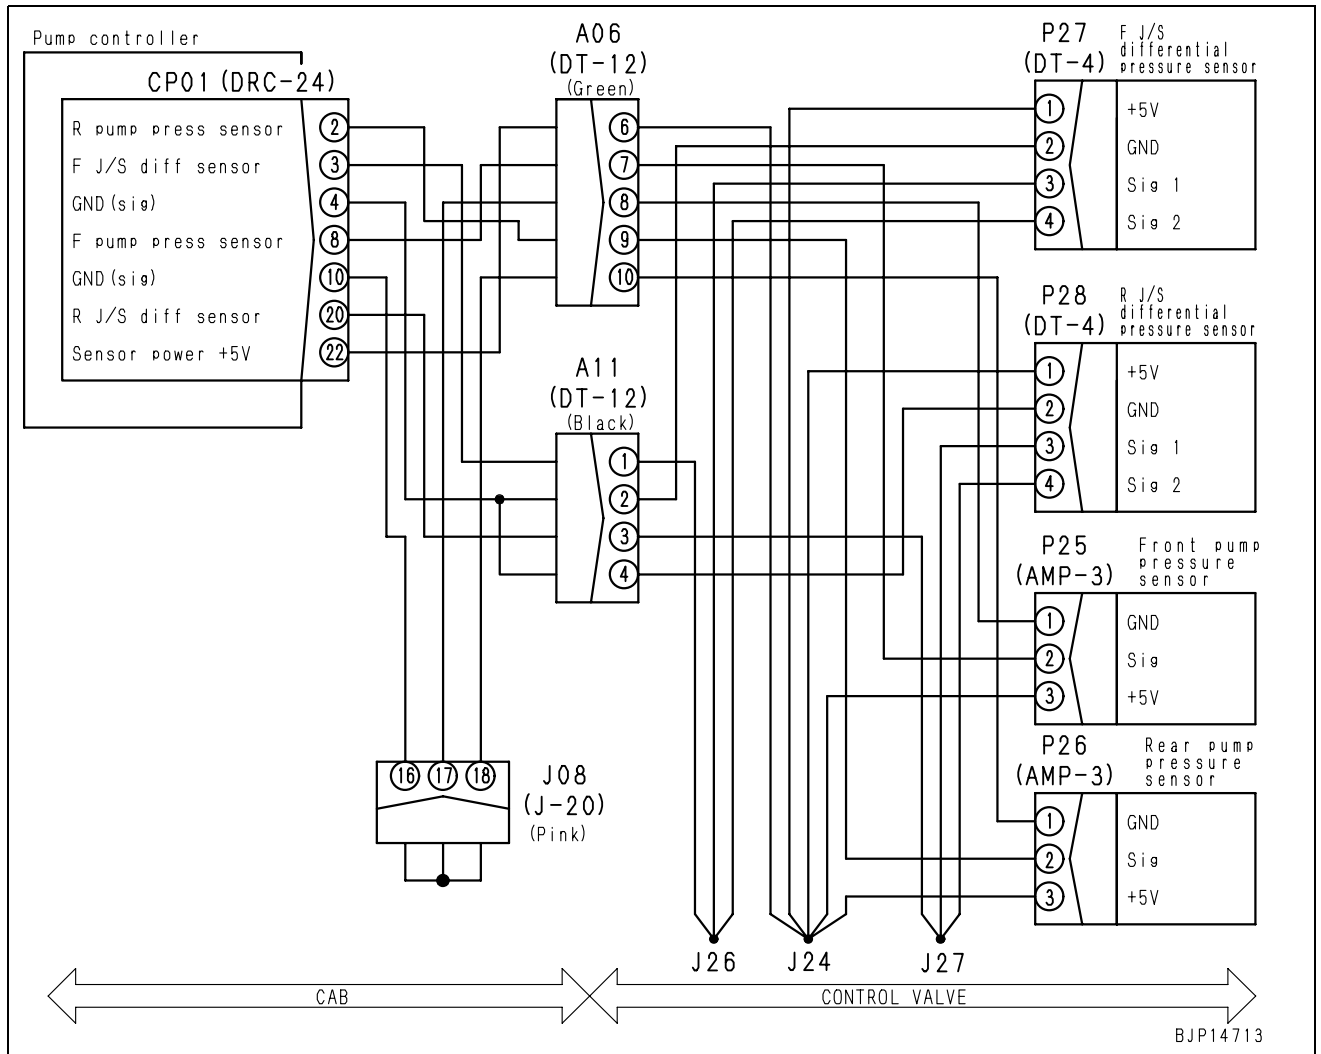 Pump controller
CP01 (DRC-24)
R pump press sensor
2
F J/S diff sensor
3
GND (sig)
4
F pump press sensor
8
GND (sig)
10
R J/S diff sensor
20
Sensor power +5V
22
A06
(DT-12)
(Green)
6
7
8
9
10
A11
(DT-12)
(Black)
1
2
3
4
16
17
18
J08
(J-20)
(Pink)
P27
(DT-4)
F J/S
differential
pressure sensor
1
+5V
2
GND
3
Sig 1
4
Sig 2
P28
(DT-4)
R J/S
differential
pressure sensor
1
+5V
2
GND
3
Sig 1
4
Sig 2
P25
(AMP-3)
Front pump
pressure
sensor
1
GND
2
Sig
3
+5V
P26
(AMP-3)
Rear pump
pressure
sensor
1
GND
2
Sig
3
+5V
J26
J24
J27
CAB
CONTROL VALVE
BJP14713